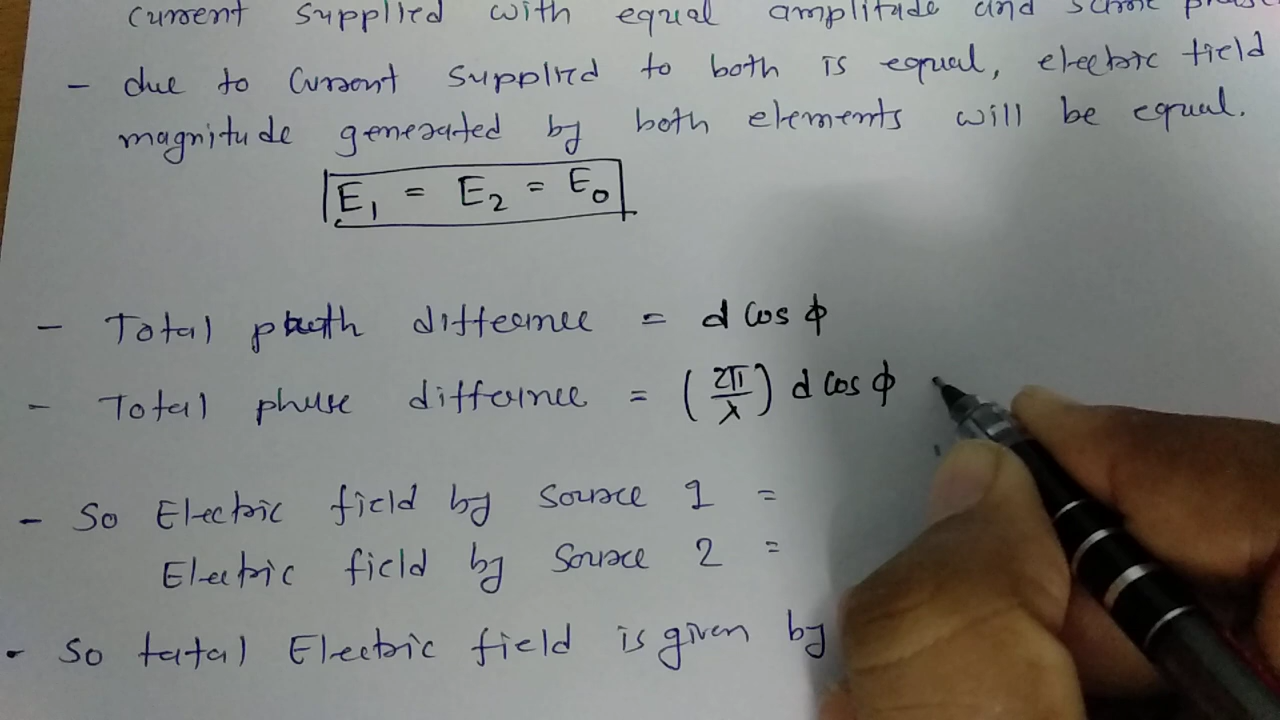 current supplied with equal amplitude and same phase
- due to current supplied to both is equal, electric field
magnitude generated by both elements will be equal.
E₁ = E₂ = E₀
- Total path difference = d cos ϕ
- Total phase difference = (2π/λ) d cos ϕ
- So Electric field by source 1 =
Electric field by source 2 =
- So total Electric field is given by